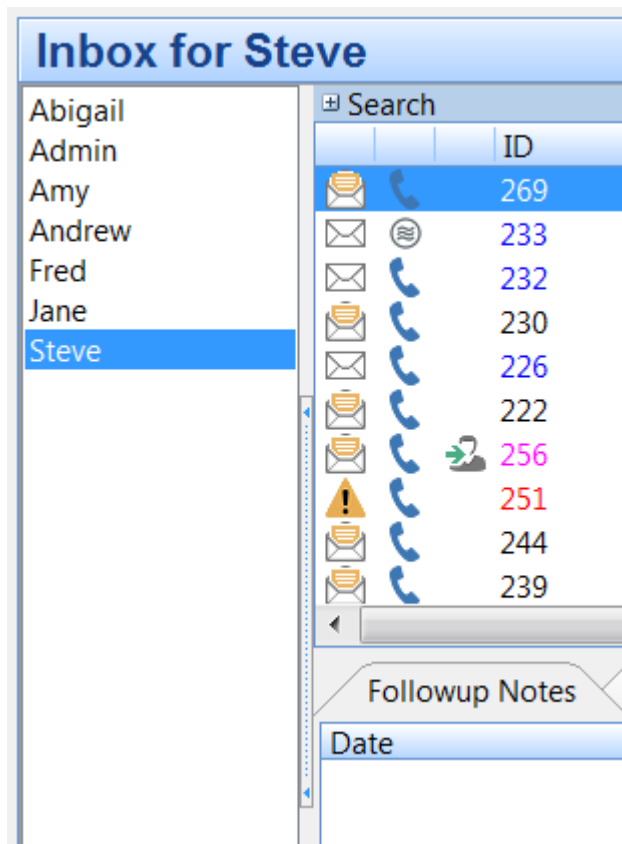 Inbox for Steve
Abigail
Admin
Amy
Andrew
Fred
Jane
Steve
Search
ID
269
233
232
230
226
222
256
251
244
239
Followup Notes
Date